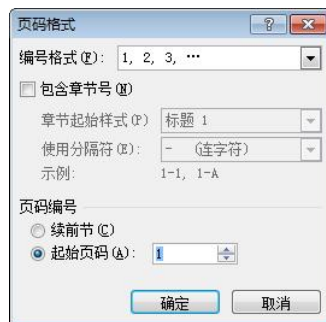 页码格式
编号格式(F): 1, 2, 3, …
包含章节号(N)
章节起始样式(P) 标题 1
使用分隔符(E): - (连字符)
示例: 1-1, 1-A
页码编号
续前节(C)
起始页码(A): 1
确定 取消